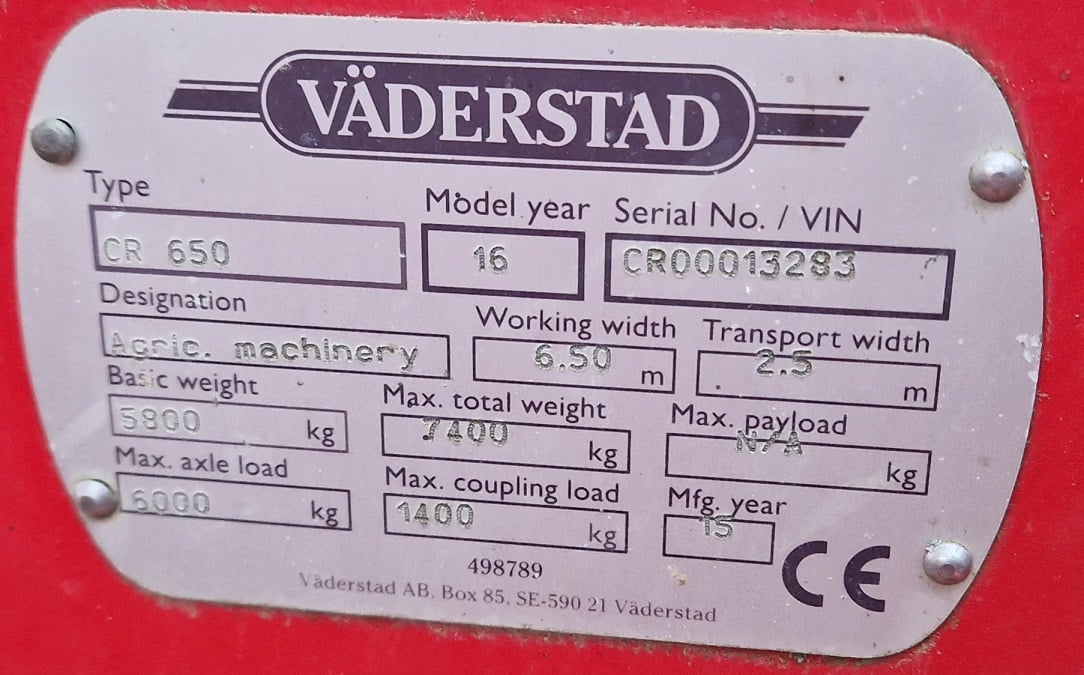 VÄDERSTAD
Type Model year Serial No. / VIN
CR 650 16 CR00013283
Designation Working width Transport width
Agric. machinery 6.50 m 2.5 m
Basic weight Max. total weight Max. payload
5800 kg 7400 kg N/A kg
Max. axle load Max. coupling load Mfg. year
6000 kg 1400 kg 15
CE
498789
Väderstad AB, Box 85, SE-590 21 Väderstad